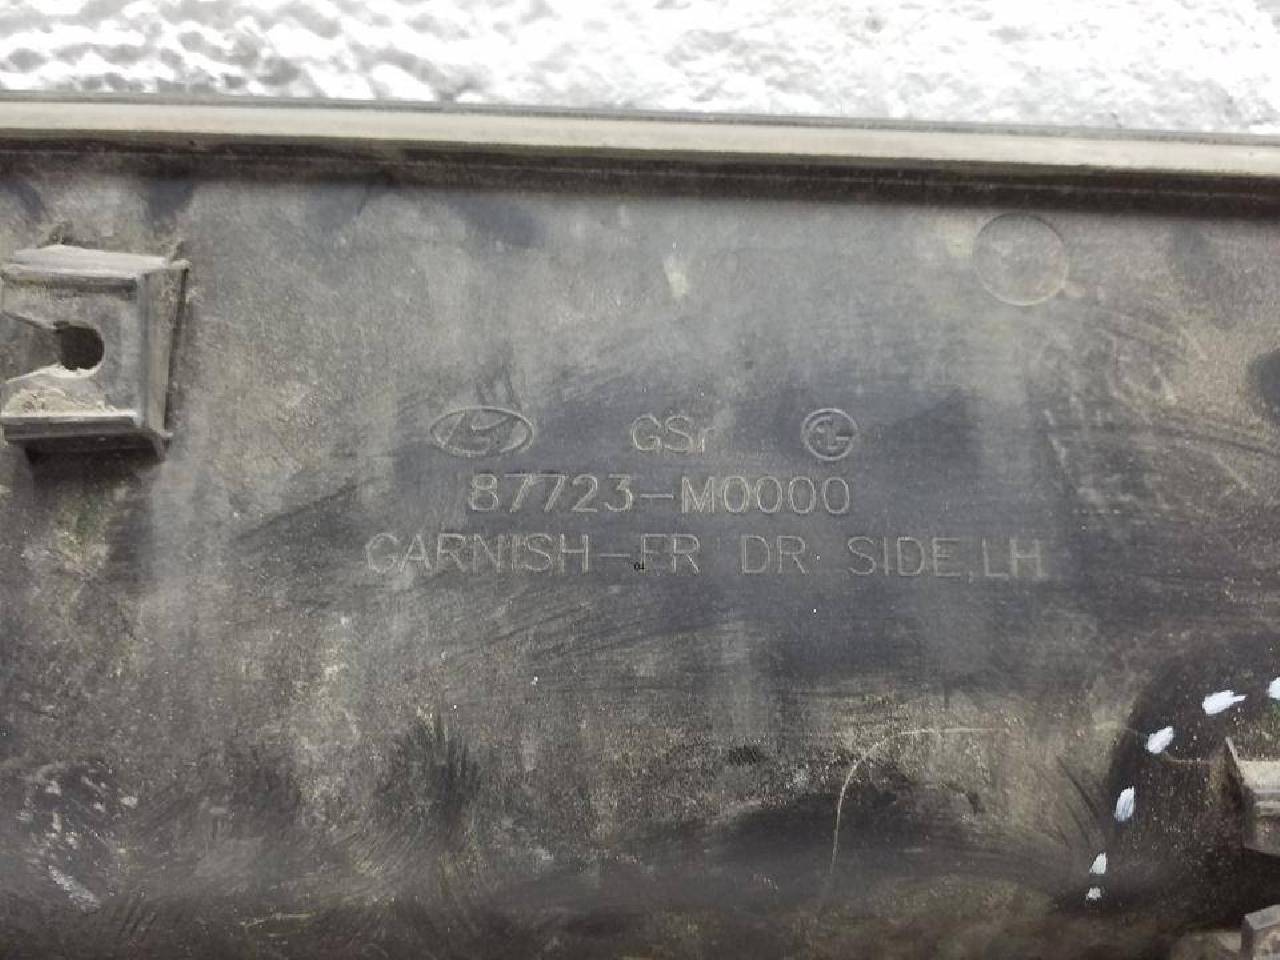 GSr
87723-M0000
GARNISH-FR DR SIDE,LH